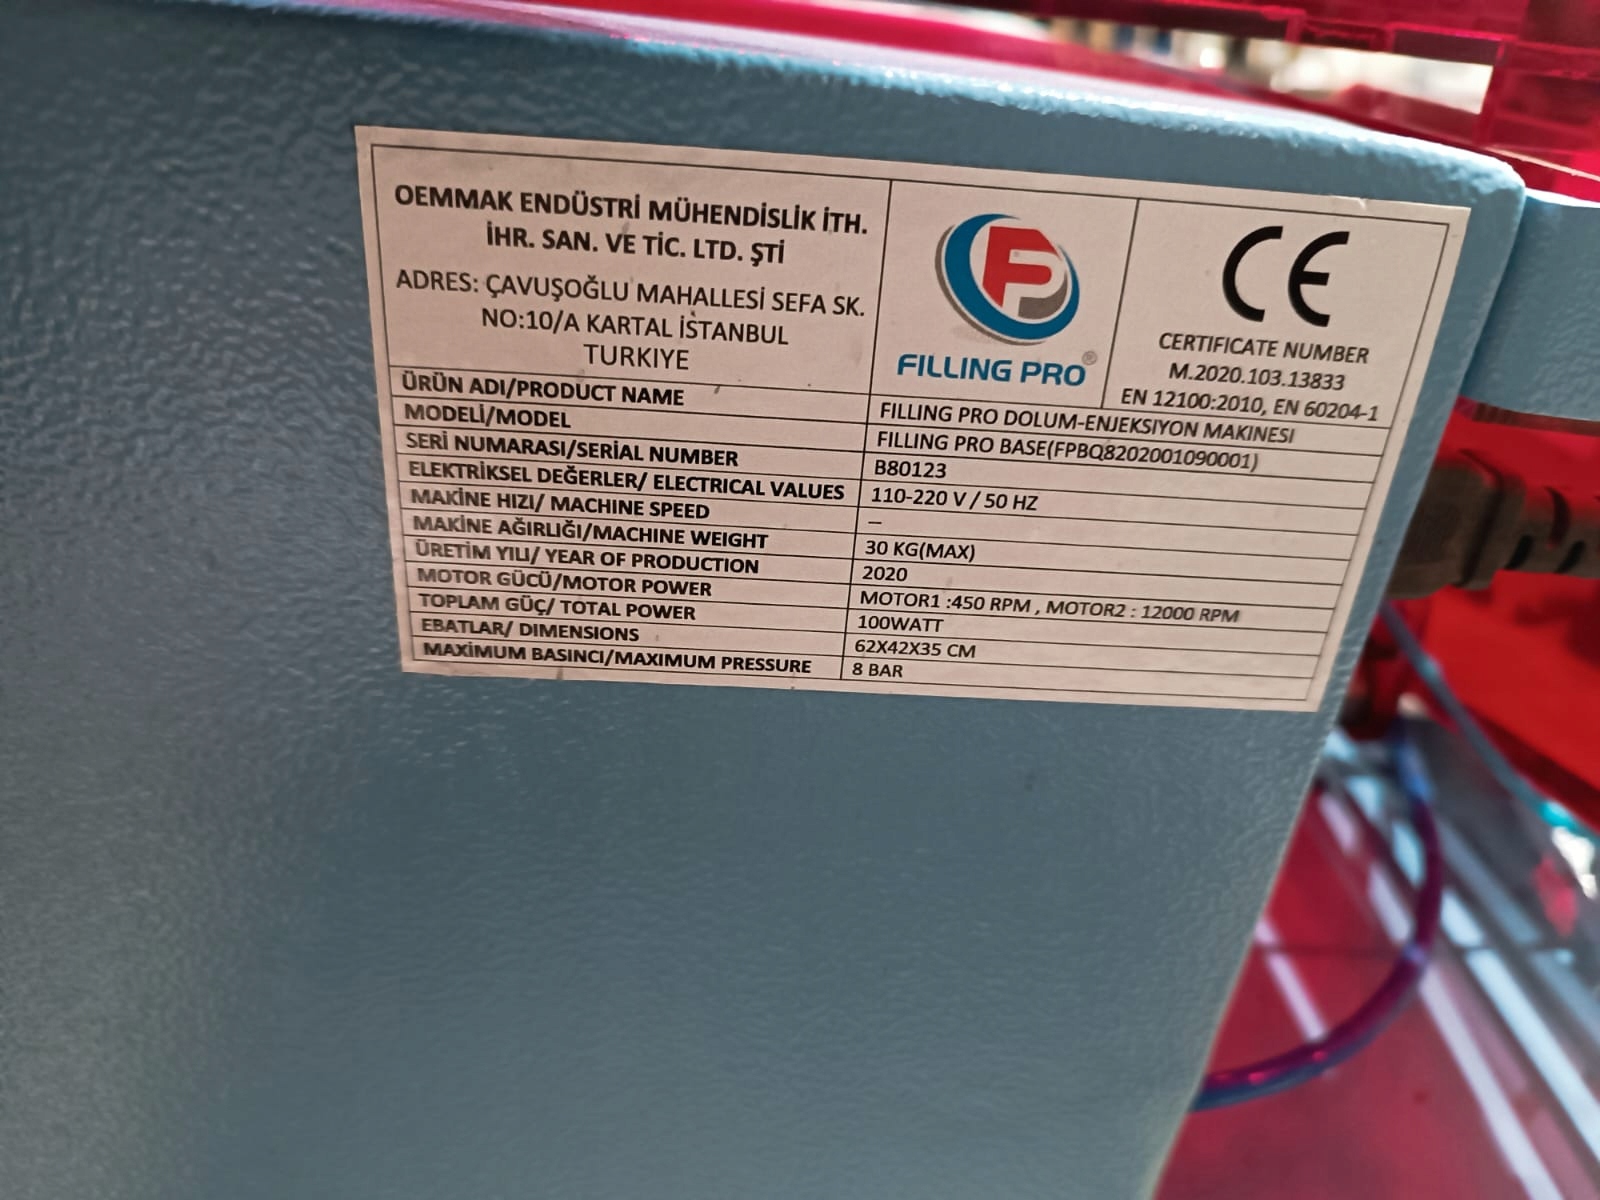 OEMMAK ENDÜSTRİ MÜHENDİSLİK İTH.
İHR. SAN. VE TİC. LTD. ŞTİ
ADRES: ÇAVUŞOĞLU MAHALLESİ SEFA SK.
NO:10/A KARTAL İSTANBUL
TURKIYE
FP
FILLING PRO®
CE
CERTIFICATE NUMBER
M.2020.103.13833
EN 12100:2010, EN 60204-1
ÜRÜN ADI/PRODUCT NAME FILLING PRO DOLUM-ENJEKSIYON MAKINESI
MODELİ/MODEL FILLING PRO BASE(FPBQ8202001090001)
SERİ NUMARASI/SERİAL NUMBER B80123
ELEKTRİKSEL DEĞERLER/ ELECTRICAL VALUES 110-220 V / 50 HZ
MAKİNE HIZI/ MACHINE SPEED –
MAKİNE AĞIRLIĞI/MACHINE WEIGHT 30 KG(MAX)
ÜRETİM YILI/ YEAR OF PRODUCTION 2020
MOTOR GÜCÜ/MOTOR POWER MOTOR1 :450 RPM , MOTOR2 : 12000 RPM
TOPLAM GÜÇ/ TOTAL POWER 100WATT
EBATLAR/ DIMENSIONS 62X42X35 CM
MAXİMUM BASINCI/MAXIMUM PRESSURE 8 BAR